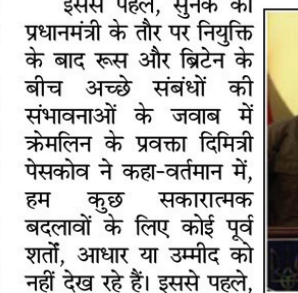 इससे पहले, सुनक की
प्रधानमंत्री के तौर पर नियुक्ति
के बाद रूस और ब्रिटेन के
बीच अच्छे संबंधों की
संभावनाओं के जवाब में
क्रेमलिन के प्रवक्ता दिमित्री
पेसकोव ने कहा-वर्तमान में,
हम कुछ सकारात्मक
बदलावों के लिए कोई पूर्व
शर्तों, आधार या उम्मीद को
नहीं देख रहे हैं। इससे पहले,